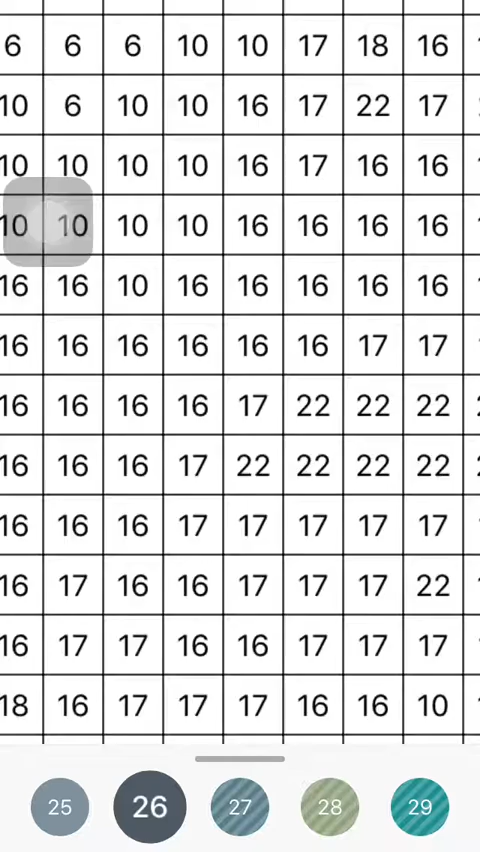 6 6 6 10 10 17 18 16
10 6 10 10 16 17 22 17
10 10 10 10 16 17 16 16
10 10 10 10 16 16 16 16
16 16 10 16 16 16 16 16
16 16 16 16 16 16 17 17
16 16 16 16 17 22 22 22
16 16 16 17 22 22 22 22
16 16 16 17 17 17 17 17
16 17 16 16 17 17 17 22
16 17 17 16 16 17 17 17
18 16 17 17 17 16 16 10
25 26 27 28 29